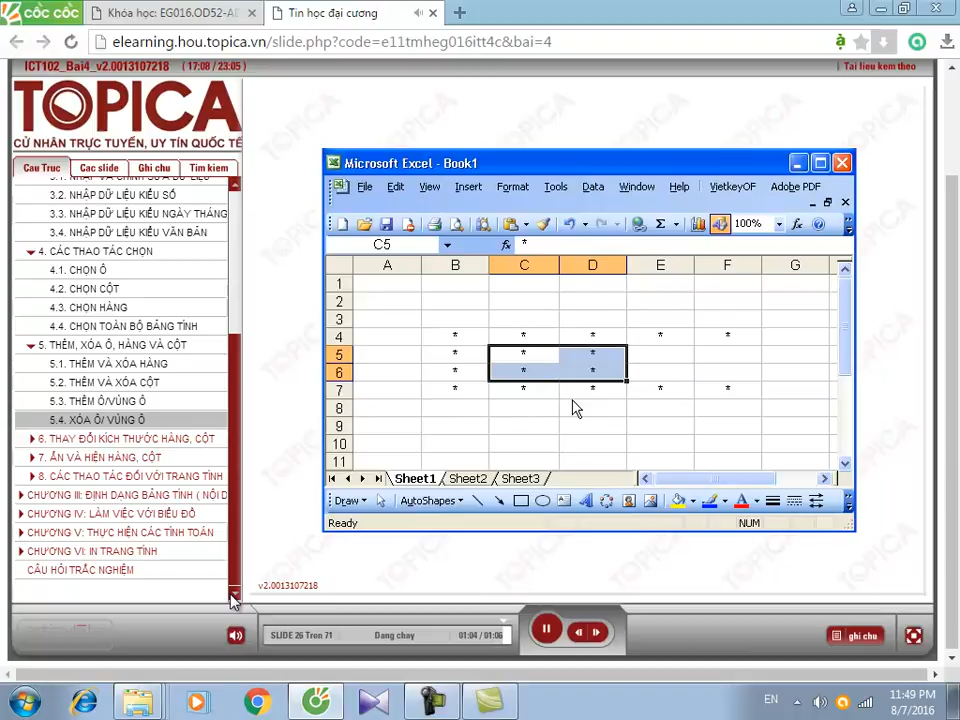 cốc cốc
Khóa học: EG016.OD52-A
Tin học đại cương
elearning.hou.topica.vn/slide.php?code=e11tmheg016itt4c&bai=4
ICT102_Bai4_v2.0013107218 ( 17:08 / 23:05 )
Tai lieu kem theo
TOPICA
CỬ NHÂN TRỰC TUYẾN, UY TÍN QUỐC TẾ
Cau Truc
Cac slide
Ghi chu
Tim kiem
3.2. NHẬP DỮ LIỆU KIỂU SỐ
3.3. NHẬP DỮ LIỆU KIỂU NGÀY THÁNG
3.4. NHẬP DỮ LIỆU KIỂU VĂN BẢN
4. CÁC THAO TÁC CHỌN
4.1. CHỌN Ô
4.2. CHỌN CỘT
4.3. CHỌN HÀNG
4.4. CHỌN TOÀN BỘ BẢNG TÍNH
5. THÊM, XÓA Ô, HÀNG VÀ CỘT
5.1. THÊM VÀ XÓA HÀNG
5.2. THÊM VÀ XÓA CỘT
5.3. THÊM Ô/VÙNG Ô
5.4. XÓA Ô/ VÙNG Ô
6. THAY ĐỔI KÍCH THƯỚC HÀNG, CỘT
7. ẨN VÀ HIỆN HÀNG, CỘT
8. CÁC THAO TÁC ĐỐI VỚI TRANG TÍNH
CHƯƠNG III: ĐỊNH DẠNG BẢNG TÍNH ( NỘI D
CHƯƠNG IV: LÀM VIỆC VỚI BIỂU ĐỒ
CHƯƠNG V: THỰC HIỆN CÁC TÍNH TOÁN
CHƯƠNG VI: IN TRANG TÍNH
CÂU HỎI TRẮC NGHIỆM
Microsoft Excel - Book1
File Edit View Insert Format Tools Data Window Help VietkeyOF Adobe PDF
100%
C5 fx *
A B C D E F G
1
2
3
4 * * * * *
5 * * *
6 * * *
7 * * * * *
8
9
10
11
Sheet1 Sheet2 Sheet3
Draw AutoShapes
Ready NUM
v2.0013107218
SLIDE 26 Tren 71 Dang chay 01:04 / 01:06
ghi chu
EN
11:49 PM
8/7/2016